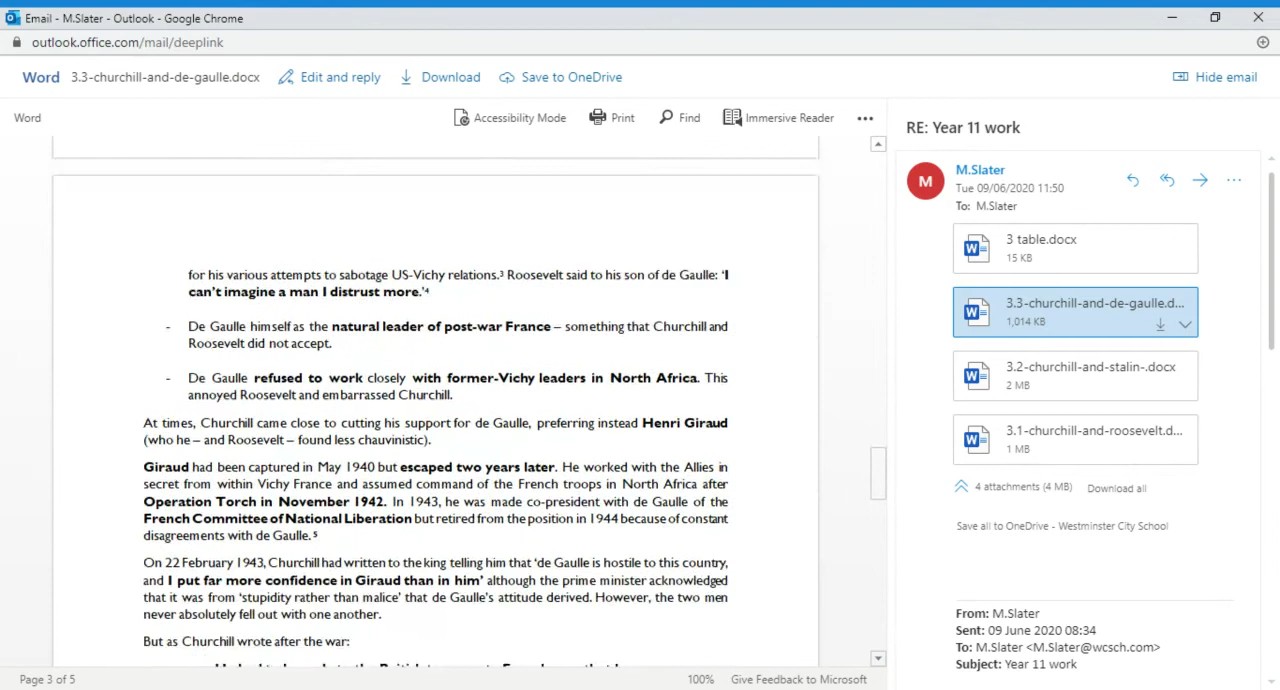 Email - M.Slater - Outlook - Google Chrome
outlook.office.com/mail/deeplink
Word 3.3-churchill-and-de-gaulle.docx Edit and reply Download Save to OneDrive Hide email
Word Accessibility Mode Print Find Immersive Reader
for his various attempts to sabotage US-Vichy relations.³ Roosevelt said to his son of de Gaulle: ‘I
can’t imagine a man I distrust more.’⁴
- De Gaulle himself as the natural leader of post-war France – something that Churchill and
Roosevelt did not accept.
- De Gaulle refused to work closely with former-Vichy leaders in North Africa. This
annoyed Roosevelt and embarrassed Churchill.
At times, Churchill came close to cutting his support for de Gaulle, preferring instead Henri Giraud
(who he – and Roosevelt – found less chauvinistic).
Giraud had been captured in May 1940 but escaped two years later. He worked with the Allies in
secret from within Vichy France and assumed command of the French troops in North Africa after
Operation Torch in November 1942. In 1943, he was made co-president with de Gaulle of the
French Committee of National Liberation but retired from the position in 1944 because of constant
disagreements with de Gaulle. ⁵
On 22 February 1943, Churchill had written to the king telling him that ‘de Gaulle is hostile to this country,
and I put far more confidence in Giraud than in him’ although the prime minister acknowledged
that it was from ‘stupidity rather than malice’ that de Gaulle’s attitude derived. However, the two men
never absolutely fell out with one another.
But as Churchill wrote after the war:
Page 3 of 5 100% Give Feedback to Microsoft
RE: Year 11 work
M
M.Slater
Tue 09/06/2020 11:50
To: M.Slater
3 table.docx
15 KB
3.3-churchill-and-de-gaulle.d...
1,014 KB
3.2-churchill-and-stalin-.docx
2 MB
3.1-churchill-and-roosevelt.d...
1 MB
4 attachments (4 MB) Download all
Save all to OneDrive - Westminster City School
From: M.Slater
Sent: 09 June 2020 08:34
To: M.Slater <M.Slater@wcsch.com>
Subject: Year 11 work